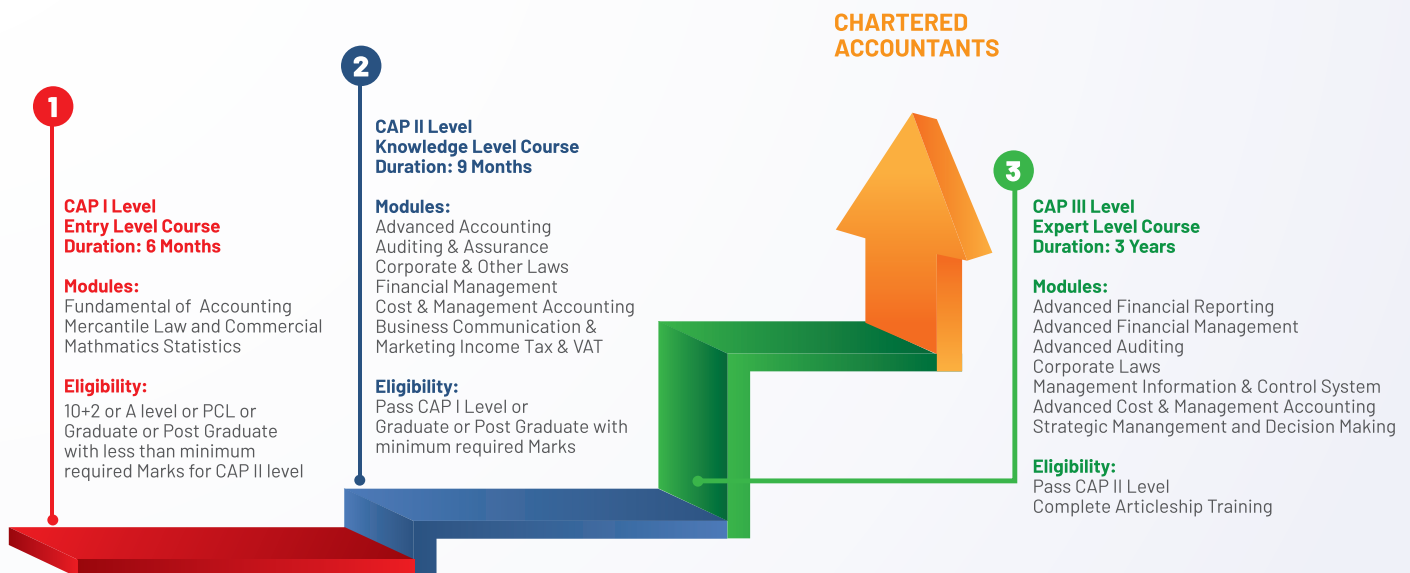 CHARTERED
ACCOUNTANTS
1
CAP I Level
Entry Level Course
Duration: 6 Months
Modules:
Fundamental of Accounting
Mercantile Law and Commercial
Mathmatics Statistics
Eligibility:
10+2 or A level or PCL or
Graduate or Post Graduate
with less than minimum
required Marks for CAP II level
2
CAP II Level
Knowledge Level Course
Duration: 9 Months
Modules:
Advanced Accounting
Auditing & Assurance
Corporate & Other Laws
Financial Management
Cost & Management Accounting
Business Communication &
Marketing Income Tax & VAT
Eligibility:
Pass CAP I Level or
Graduate or Post Graduate with
minimum required Marks
3
CAP III Level
Expert Level Course
Duration: 3 Years
Modules:
Advanced Financial Reporting
Advanced Financial Management
Advanced Auditing
Corporate Laws
Management Information & Control System
Advanced Cost & Management Accounting
Strategic Manangement and Decision Making
Eligibility:
Pass CAP II Level
Complete Articleship Training